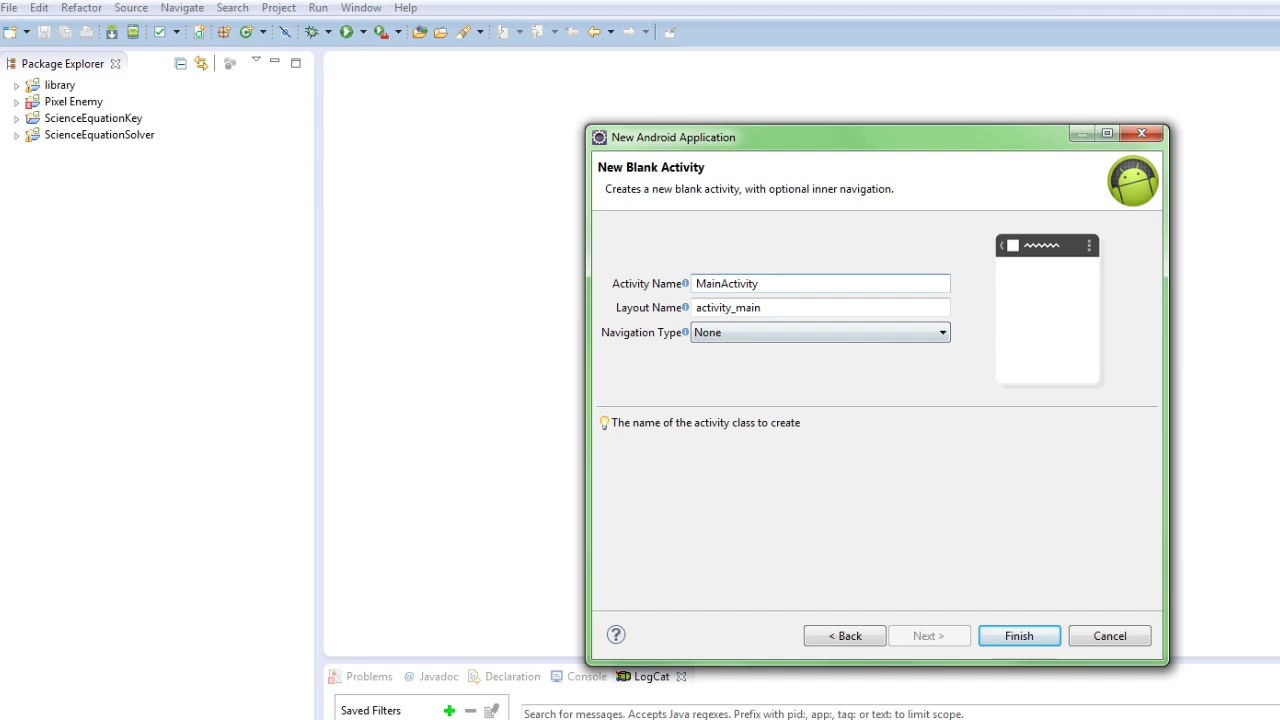 File Edit Refactor Source Navigate Search Project Run Window Help
Package Explorer
library
Pixel Enemy
ScienceEquationKey
ScienceEquationSolver
New Android Application
New Blank Activity
Creates a new blank activity, with optional inner navigation.
Activity Name MainActivity
Layout Name activity_main
Navigation Type None
The name of the activity class to create
< Back Next > Finish Cancel
Problems @ Javadoc Declaration Console LogCat
Saved Filters
Search for messages. Accepts Java regexes. Prefix with pid:, app:, tag: or text: to limit scope.